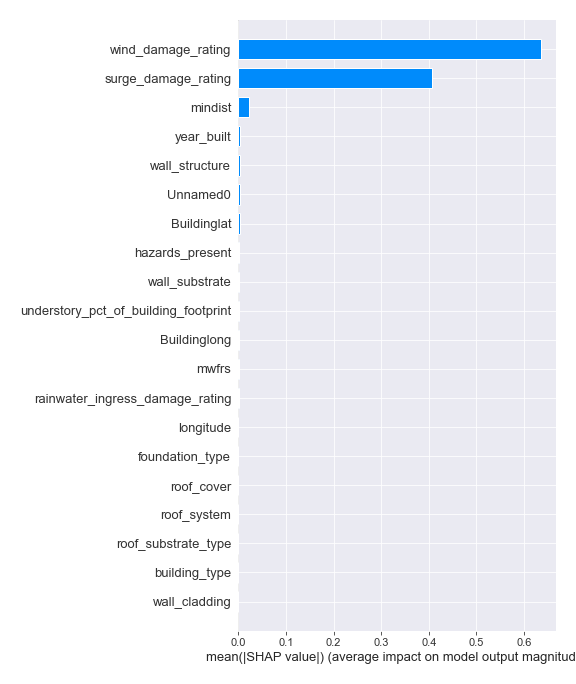 wind_damage_rating
surge_damage_rating
mindist
year_built
wall_structure
Unnamed0
Buildinglat
hazards_present
wall_substrate
understory_pct_of_building_footprint
Buildinglong
mwfrs
rainwater_ingress_damage_rating
longitude
foundation_type
roof_cover
roof_system
roof_substrate_type
building_type
wall_cladding
0.0 0.1 0.2 0.3 0.4 0.5 0.6
mean(|SHAP value|) (average impact on model output magnitud